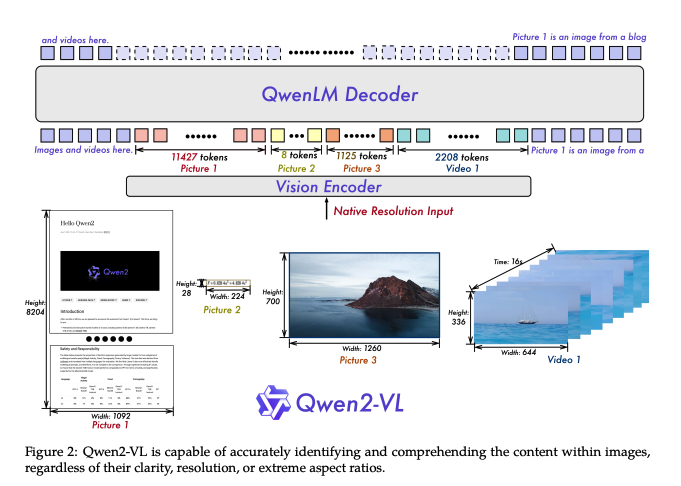 and videos here.
Picture 1 is an image from a blog
QwenLM Decoder
Images and videos here.
11427 tokens
Picture 1
8 tokens
Picture 2
1125 tokens
Picture 3
2208 tokens
Video 1
Picture 1 is an image from a
Vision Encoder
Native Resolution Input
Hello Qwen2
Qwen2
Introduction
Height:
8204
Safety and Responsibility
Width: 1092
Picture 1
Height:
28
Width: 224
Picture 2
Height:
700
Width: 1260
Picture 3
Time: 16s
Height:
336
Width: 644
Video 1
Qwen2-VL
Figure 2: Qwen2-VL is capable of accurately identifying and comprehending the content within images,
regardless of their clarity, resolution, or extreme aspect ratios.